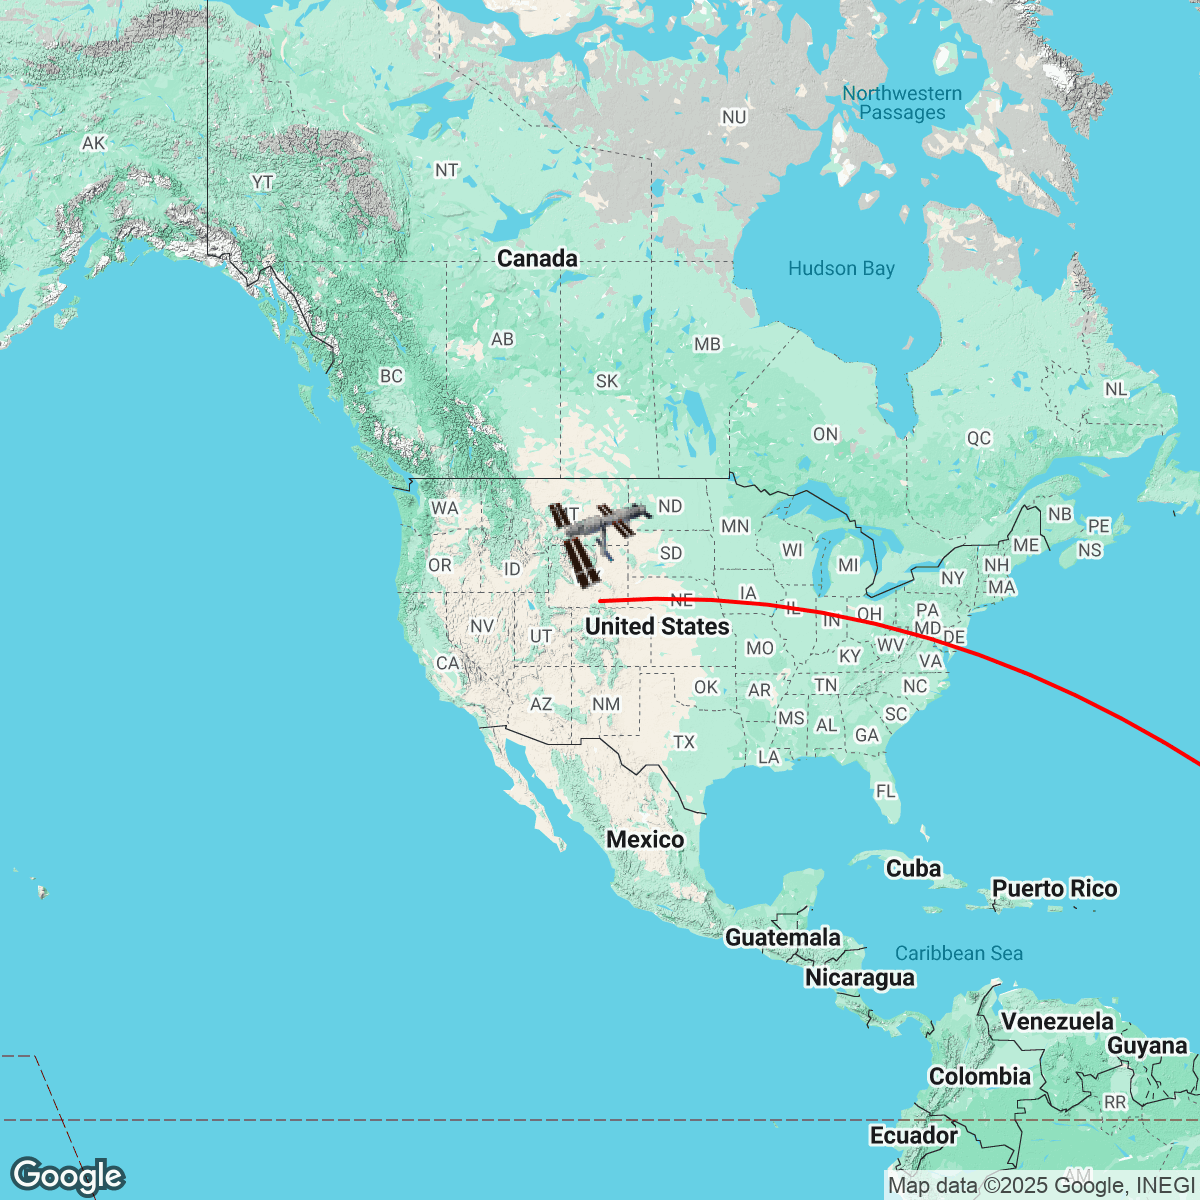 Northwestern
Passages
NU
AK
NT
YT
Canada
Hudson Bay
AB
MB
BC
SK
NL
ON
QC
WA
ND
MT
NB
MN
PE
ME
SD
WI
NS
OR
ID
MI
NH
NY
MA
IA
NE
IL
OH
PA
IN
NV
United States
MD
DE
UT
WV
MO
KY
CA
VA
OK
TN
NC
AR
AZ
NM
SC
MS
AL
GA
TX
LA
FL
Mexico
Cuba
Puerto Rico
Guatemala
Caribbean Sea
Nicaragua
Venezuela
Guyana
Colombia
RR
Ecuador
AM
Google
Map data ©2025 Google, INEGI